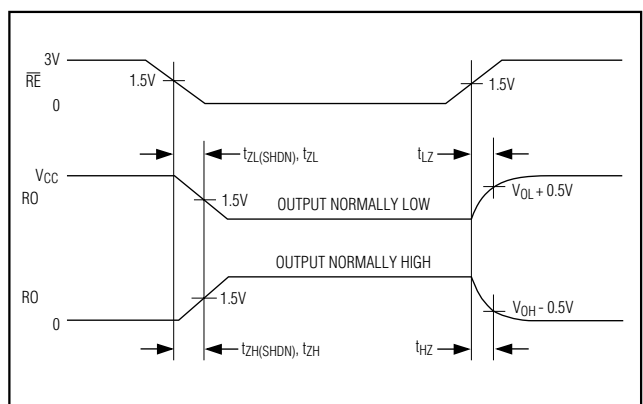 3V
RE
1.5V
1.5V
0
tZL(SHDN), tZL
tLZ
VCC
RO
1.5V
OUTPUT NORMALLY LOW
VOL + 0.5V
OUTPUT NORMALLY HIGH
RO
1.5V
VOH - 0.5V
0
tZH(SHDN), tZH
tHZ